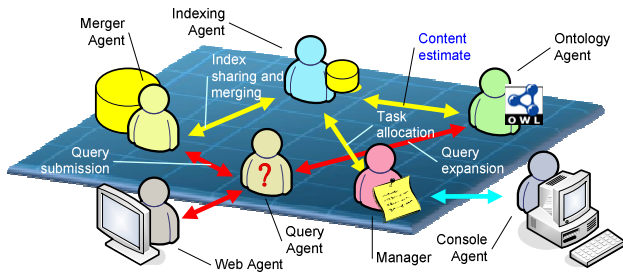 Merger
Agent
Indexing
Agent
Content
estimate
Ontology
Agent
Index
sharing and
merging
OWL
Task
allocation
Query
submission
Query
expansion
?
Web Agent
Query
Agent
Manager
Console
Agent